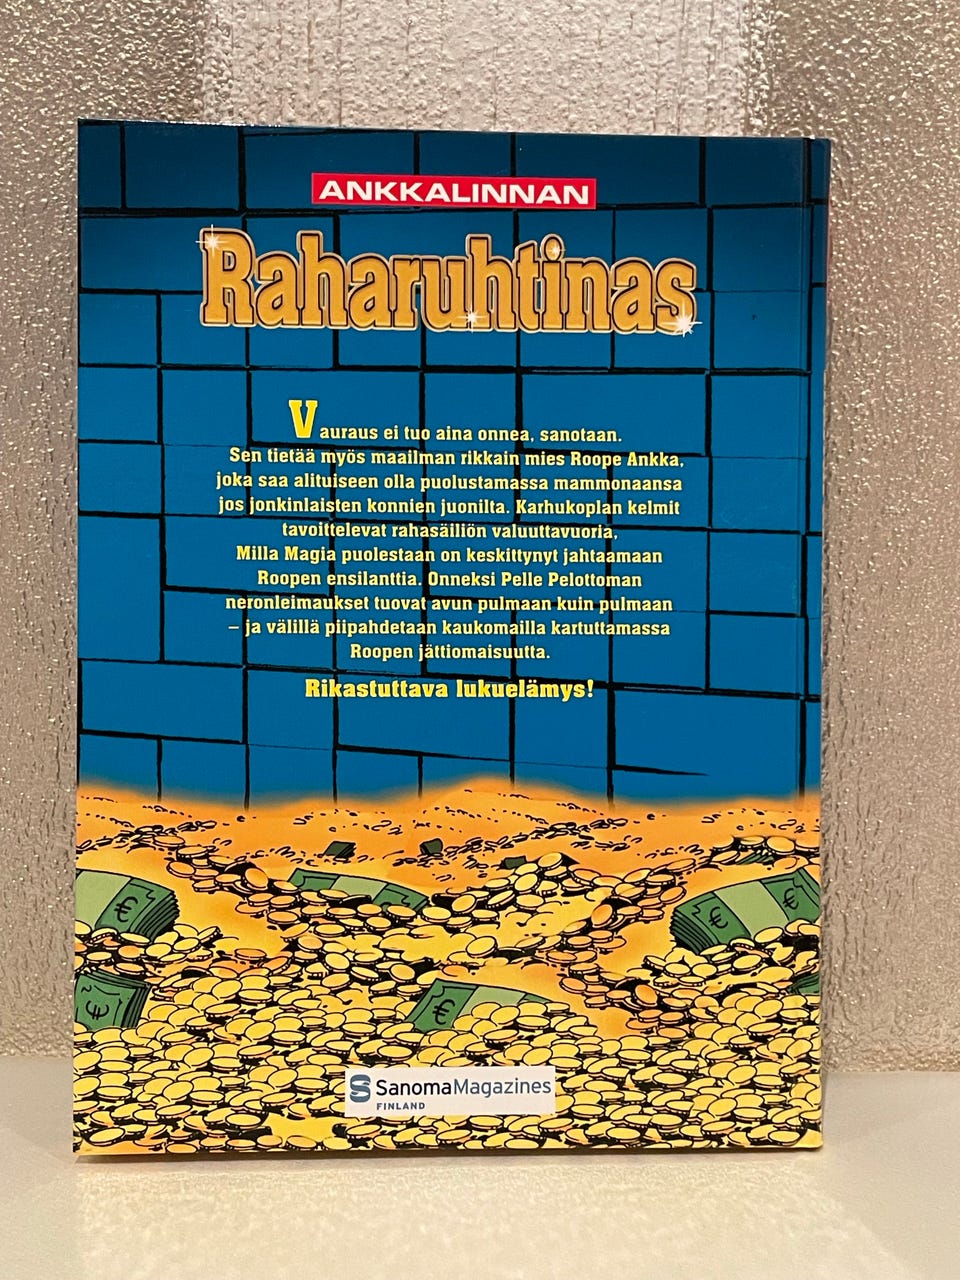 ANKKALINNAN
Raharuhtinas
Vauraus ei tuo aina onnea, sanotaan.
Sen tietää myös maailman rikkain mies Roope Ankka,
joka saa alituiseen olla puolustamassa mammonaansa
jos jonkinlaisten konnien juonilta. Karhukoplan kelmit
tavoittelevat rahasäiliön valuuttavuoria,
Milla Magia puolestaan on keskittynyt jahtaamaan
Roopen ensilanttia. Onneksi Pelle Pelottoman
neronleimaukset tuovat avun pulmaan kuin pulmaan
– ja välillä piipahdetaan kaukomailla kartuttamassa
Roopen jättiomaisuutta.
Rikastuttava lukuelämys!
€
€
€
€
SanomaMagazines
FINLAND